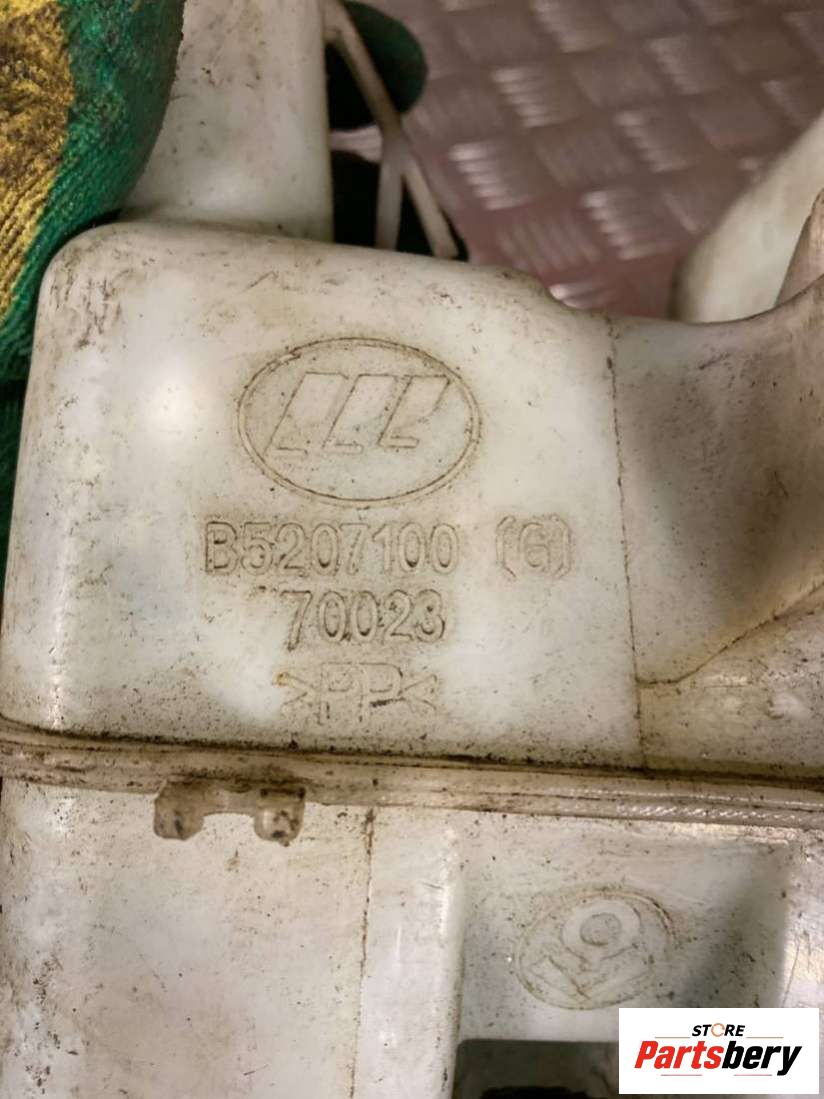 B5207100 (G)
70023
>PP<
STORE
Partsbery